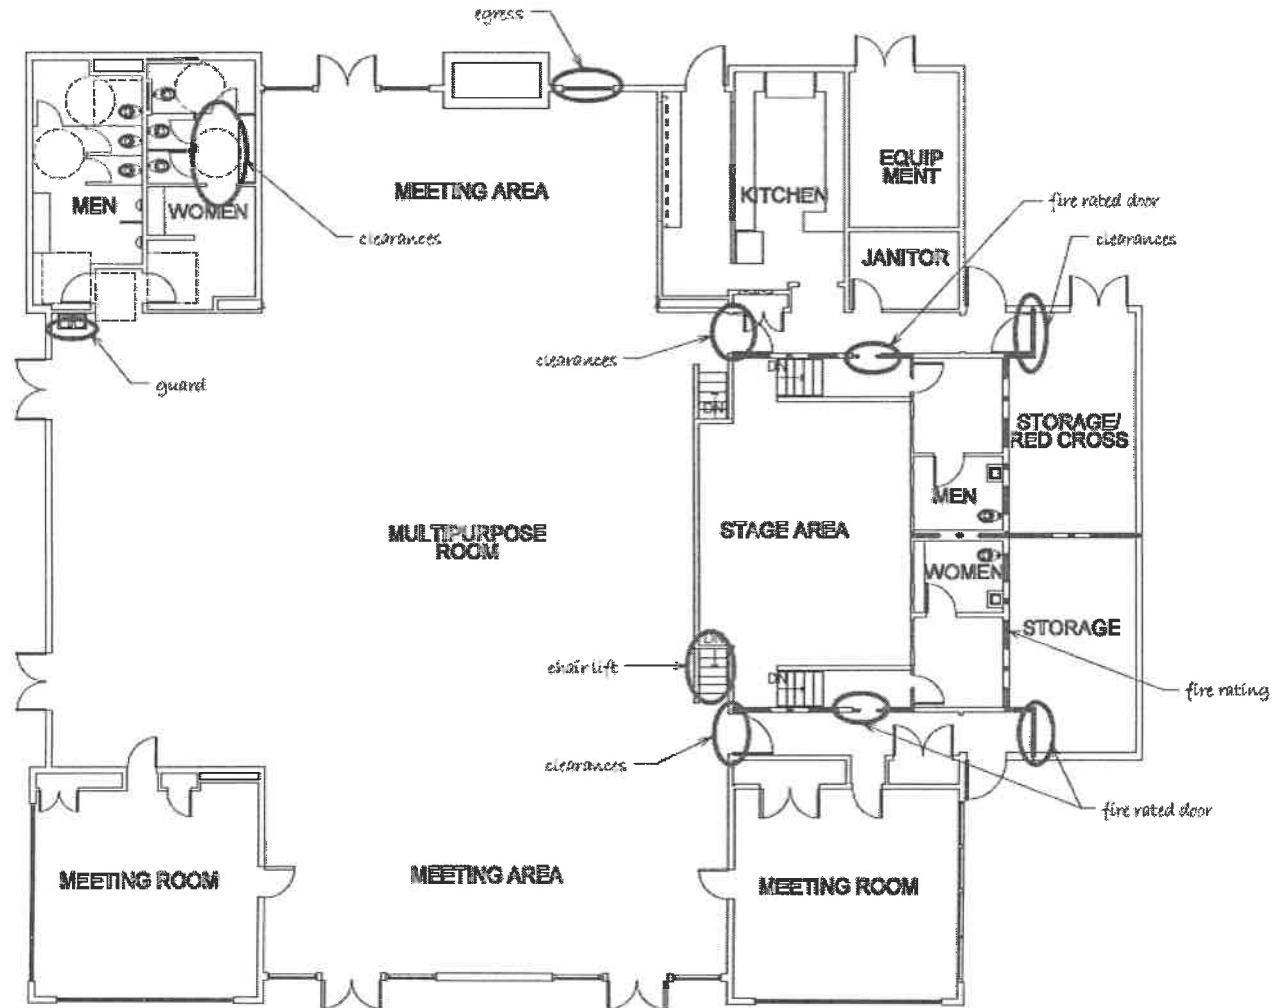 egress
MEETING AREA
MEN
WOMEN
clearances
guard
KITCHEN
EQUIP
MENT
JANITOR
fire rated door
clearances
clearances
DN
DN
STORAGE/
RED CROSS
MEN
MULTIPURPOSE
ROOM
STAGE AREA
WOMEN
STORAGE
chair lift
DN
DN
fire rating
clearances
fire rated door
MEETING ROOM
MEETING AREA
MEETING ROOM